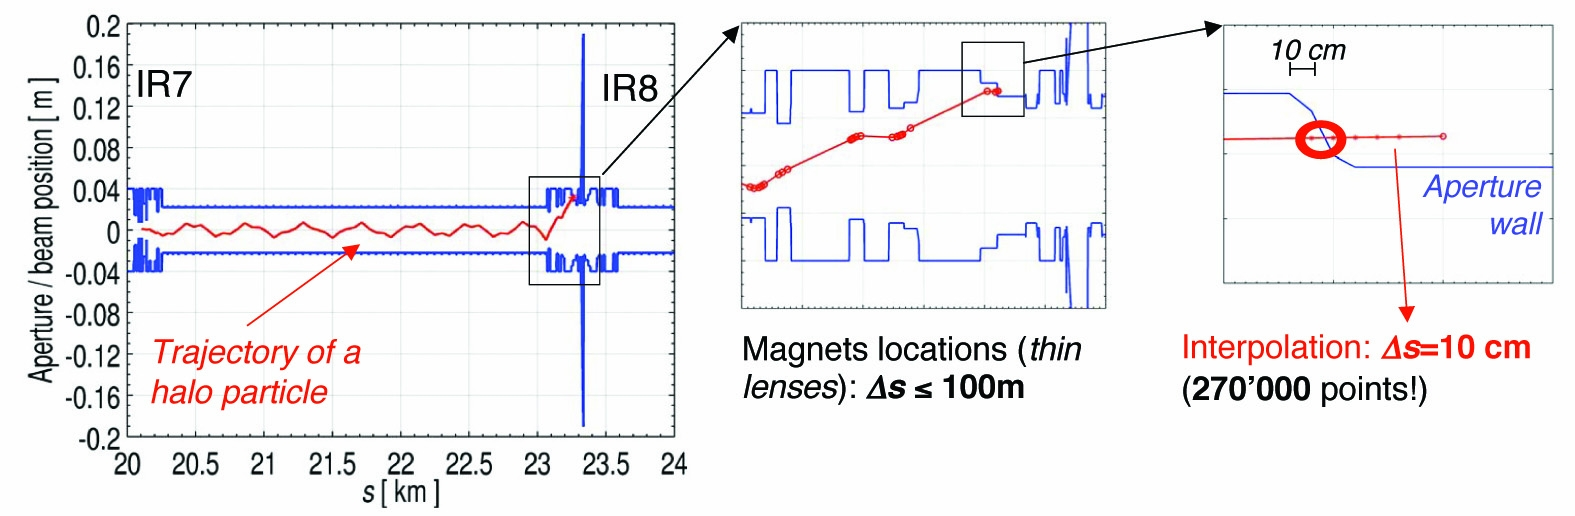 0.2
0.16
0.12
0.08
0.04
0
-0.04
-0.08
-0.12
-0.16
-0.2
Aperture / beam position [ m ]
IR7
IR8
Trajectory of a
halo particle
20 20.5 21 21.5 22 22.5 23 23.5 24
s [ km ]
Magnets locations (thin
lenses): Δs ≤ 100m
10 cm
Aperture
wall
Interpolation: Δs=10 cm
(270’000 points!)